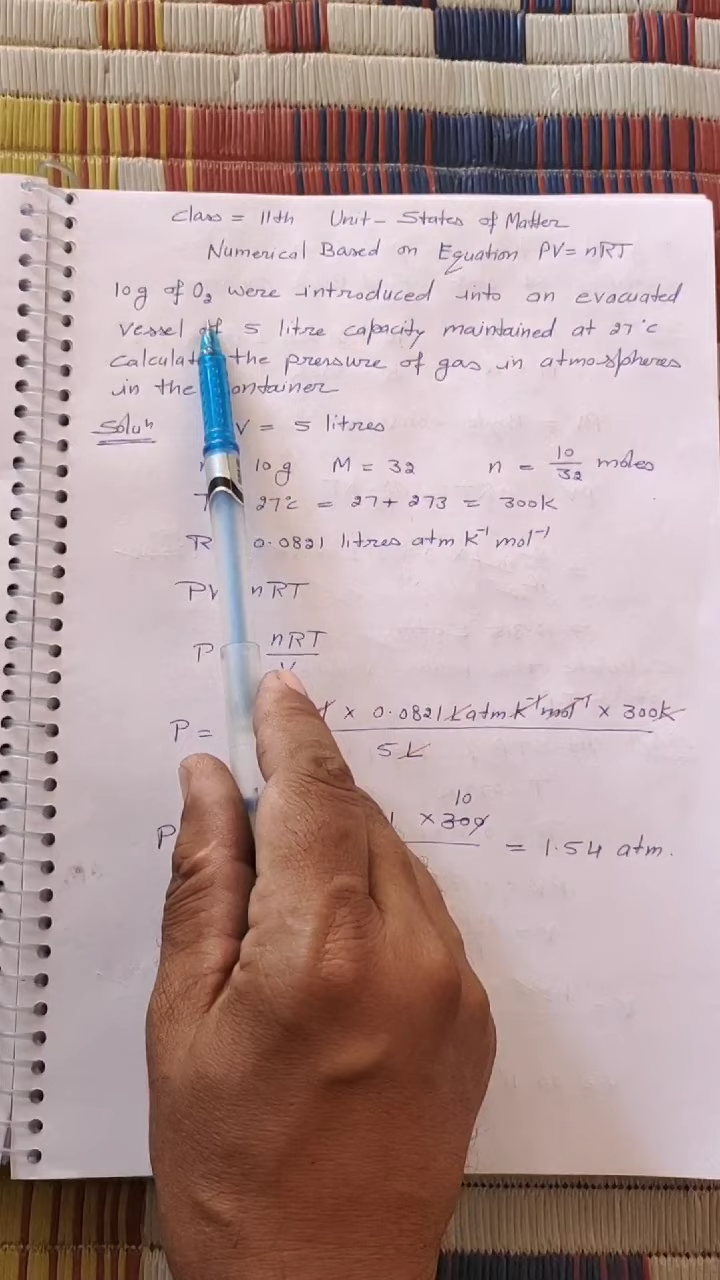 Class = 11th Unit- States of Matter
Numerical Based on Equation PV = nRT
10g of O₂ were introduced into an evacuated
vessel of 5 litre capacity maintained at 27°c
calculate the pressure of gas in atmospheres
in the container
Soluⁿ V = 5 litres
10 g M = 32 n = 10/32 moles
T 27°c = 27 + 273 = 300k
R 0.0821 litres atm k⁻¹ mol⁻¹
PV nRT
P nRT/V
P = × 0.0821 L atm k⁻¹ mol⁻¹ × 300k
5 L
10
P × 300 = 1.54 atm.